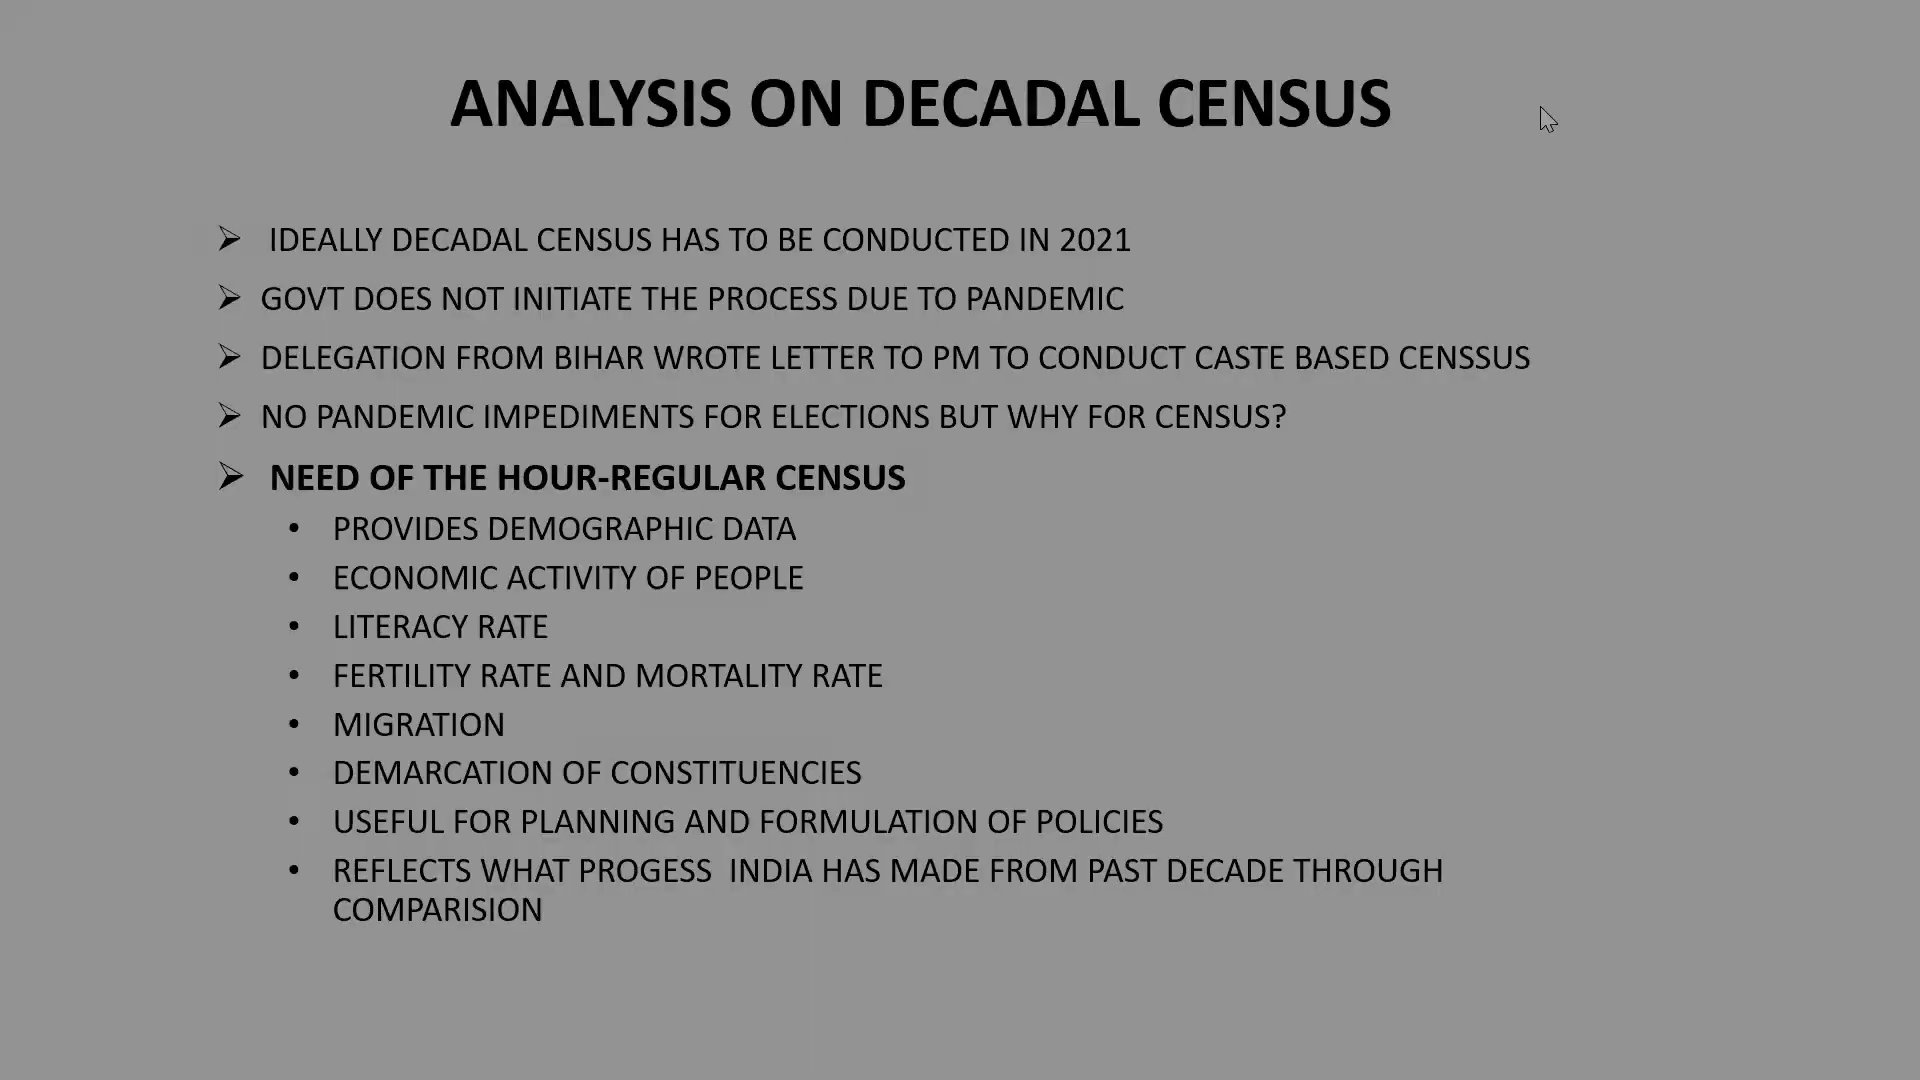 ANALYSIS ON DECADAL CENSUS
➢ IDEALLY DECADAL CENSUS HAS TO BE CONDUCTED IN 2021
➢ GOVT DOES NOT INITIATE THE PROCESS DUE TO PANDEMIC
➢ DELEGATION FROM BIHAR WROTE LETTER TO PM TO CONDUCT CASTE BASED CENSSUS
➢ NO PANDEMIC IMPEDIMENTS FOR ELECTIONS BUT WHY FOR CENSUS?
➢ NEED OF THE HOUR-REGULAR CENSUS
• PROVIDES DEMOGRAPHIC DATA
• ECONOMIC ACTIVITY OF PEOPLE
• LITERACY RATE
• FERTILITY RATE AND MORTALITY RATE
• MIGRATION
• DEMARCATION OF CONSTITUENCIES
• USEFUL FOR PLANNING AND FORMULATION OF POLICIES
• REFLECTS WHAT PROGESS  INDIA HAS MADE FROM PAST DECADE THROUGH
COMPARISION